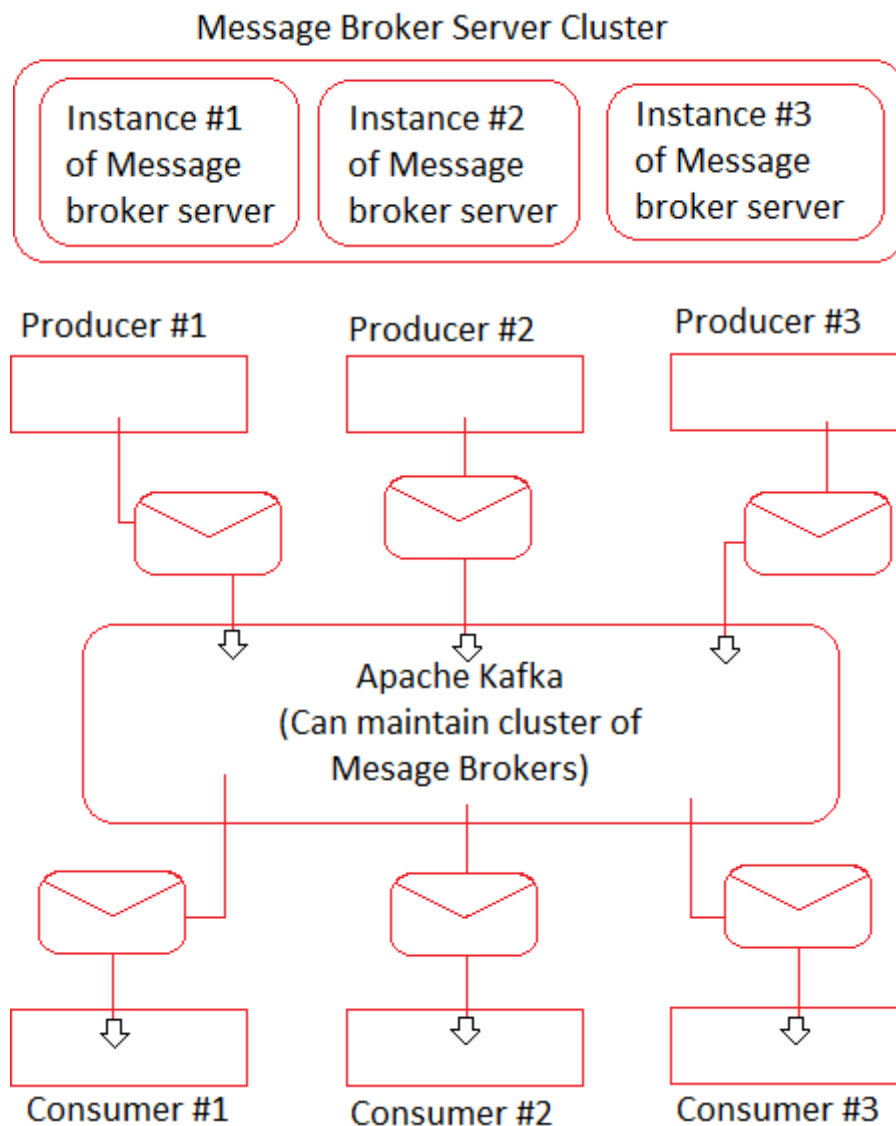 Message Broker Server Cluster
Instance #1
of Message
broker server
Instance #2
of Message
broker server
Instance #3
of Message
broker server
Producer #1
Producer #2
Producer #3
Apache Kafka
(Can maintain cluster of
Mesage Brokers)
Consumer #1
Consumer #2
Consumer #3